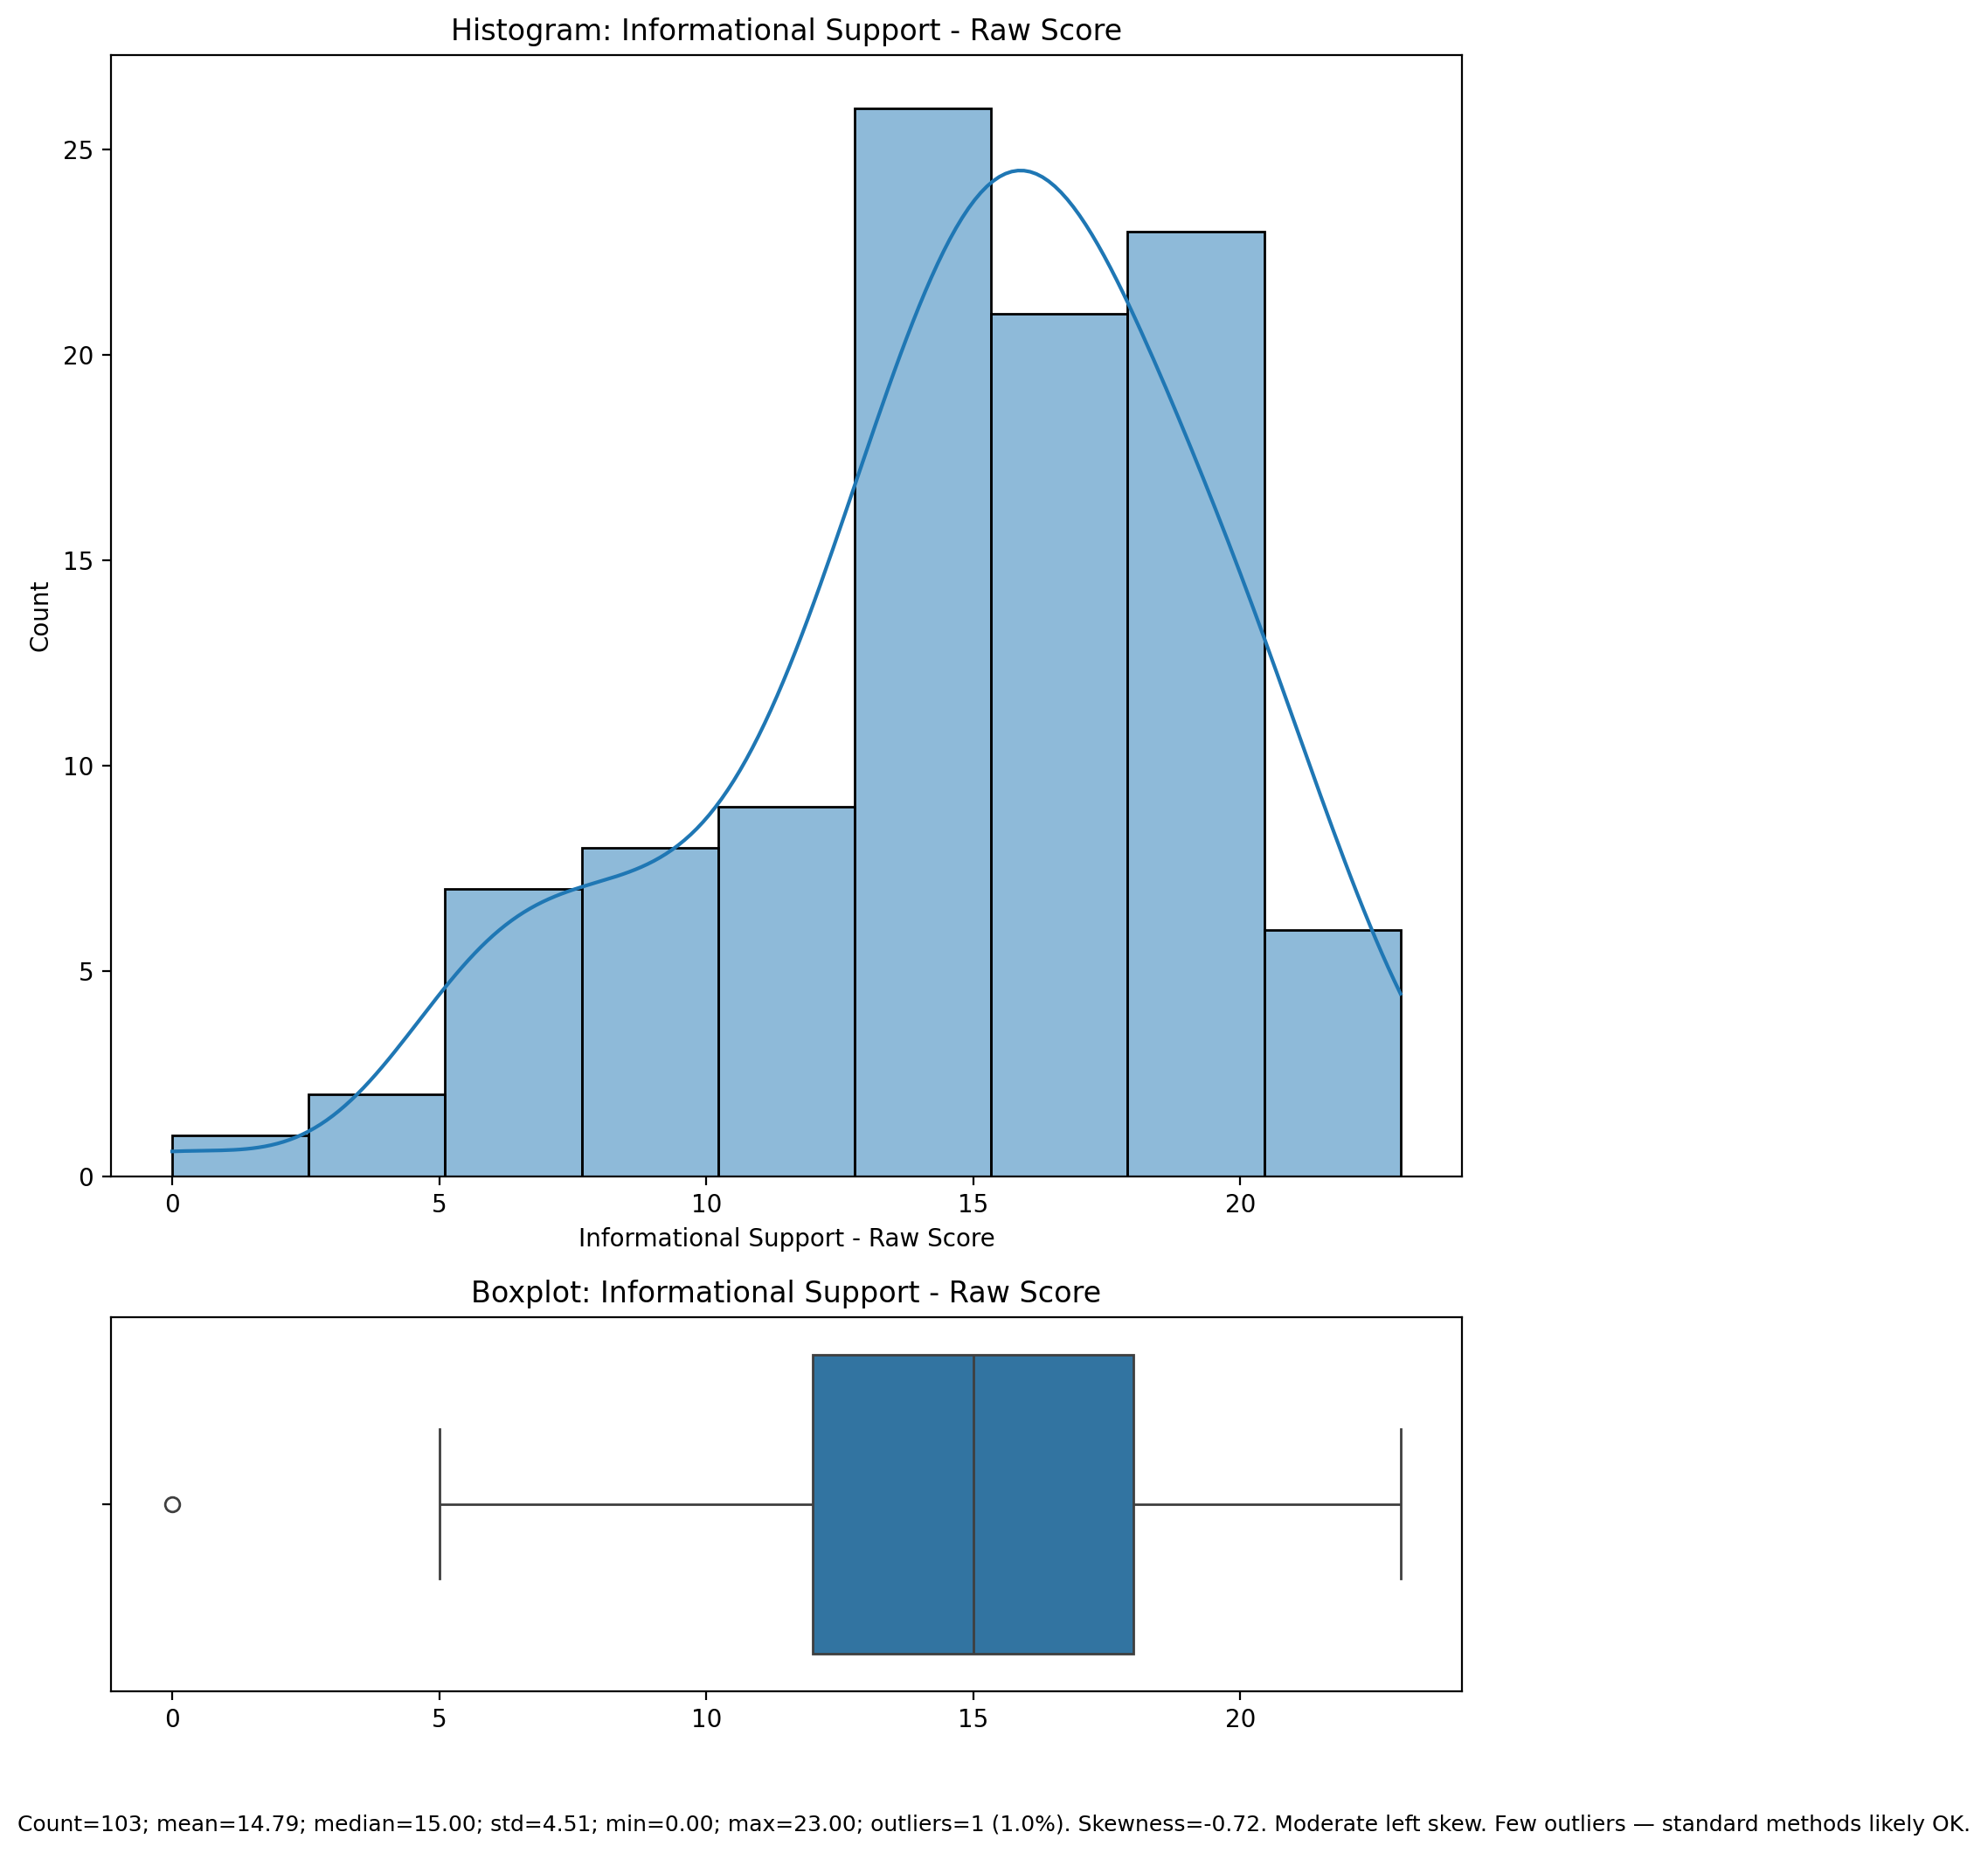 Histogram: Informational Support - Raw Score
25
20
15
10
5
0
Count
0 5 10 15 20
Informational Support - Raw Score
Boxplot: Informational Support - Raw Score
0 5 10 15 20
Count=103; mean=14.79; median=15.00; std=4.51; min=0.00; max=23.00; outliers=1 (1.0%). Skewness=-0.72. Moderate left skew. Few outliers — standard methods likely OK.